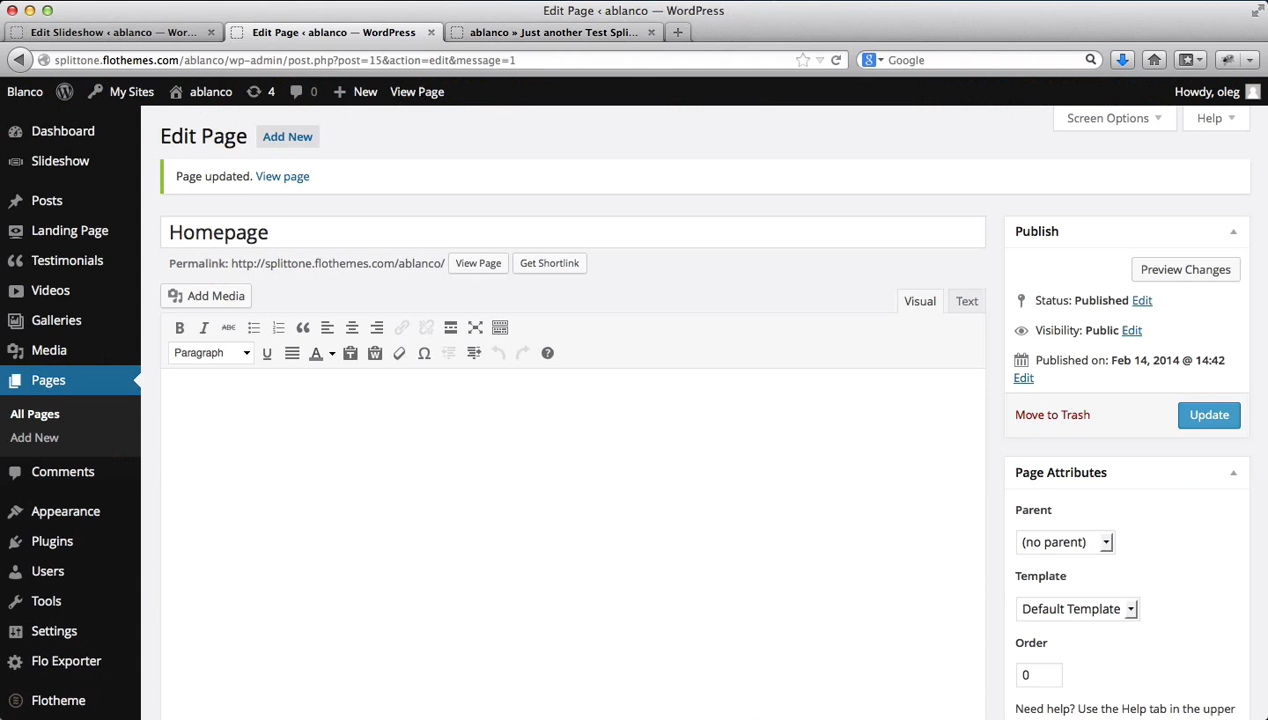 Edit Page ‹ ablanco — WordPress
Edit Slideshow ‹ ablanco — Wor...
Edit Page ‹ ablanco — WordPress
ablanco » Just another Test Spli...
splittone.flothemes.com/ablanco/wp-admin/post.php?post=15&action=edit&message=1
Google
Blanco
My Sites
ablanco
4
0
New
View Page
Howdy, oleg
Screen Options
Help
Dashboard
Slideshow
Posts
Landing Page
Testimonials
Videos
Galleries
Media
Pages
All Pages
Add New
Comments
Appearance
Plugins
Users
Tools
Settings
Flo Exporter
Flotheme
Edit Page Add New
Page updated. View page
Homepage
Permalink: http://splittone.flothemes.com/ablanco/ View Page Get Shortlink
Add Media
Visual Text
B I ABC
Paragraph U A
Publish
Preview Changes
Status: Published Edit
Visibility: Public Edit
Published on: Feb 14, 2014 @ 14:42
Edit
Move to Trash
Update
Page Attributes
Parent
(no parent)
Template
Default Template
Order
0
Need help? Use the Help tab in the upper